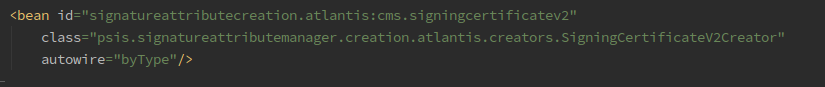 <bean id="signatureattributecreation.atlantis:cms.signingcertificatev2"
class="psis.signatureattributemanager.creation.atlantis.creators.SigningCertificateV2Creator"
autowire="byType"/>